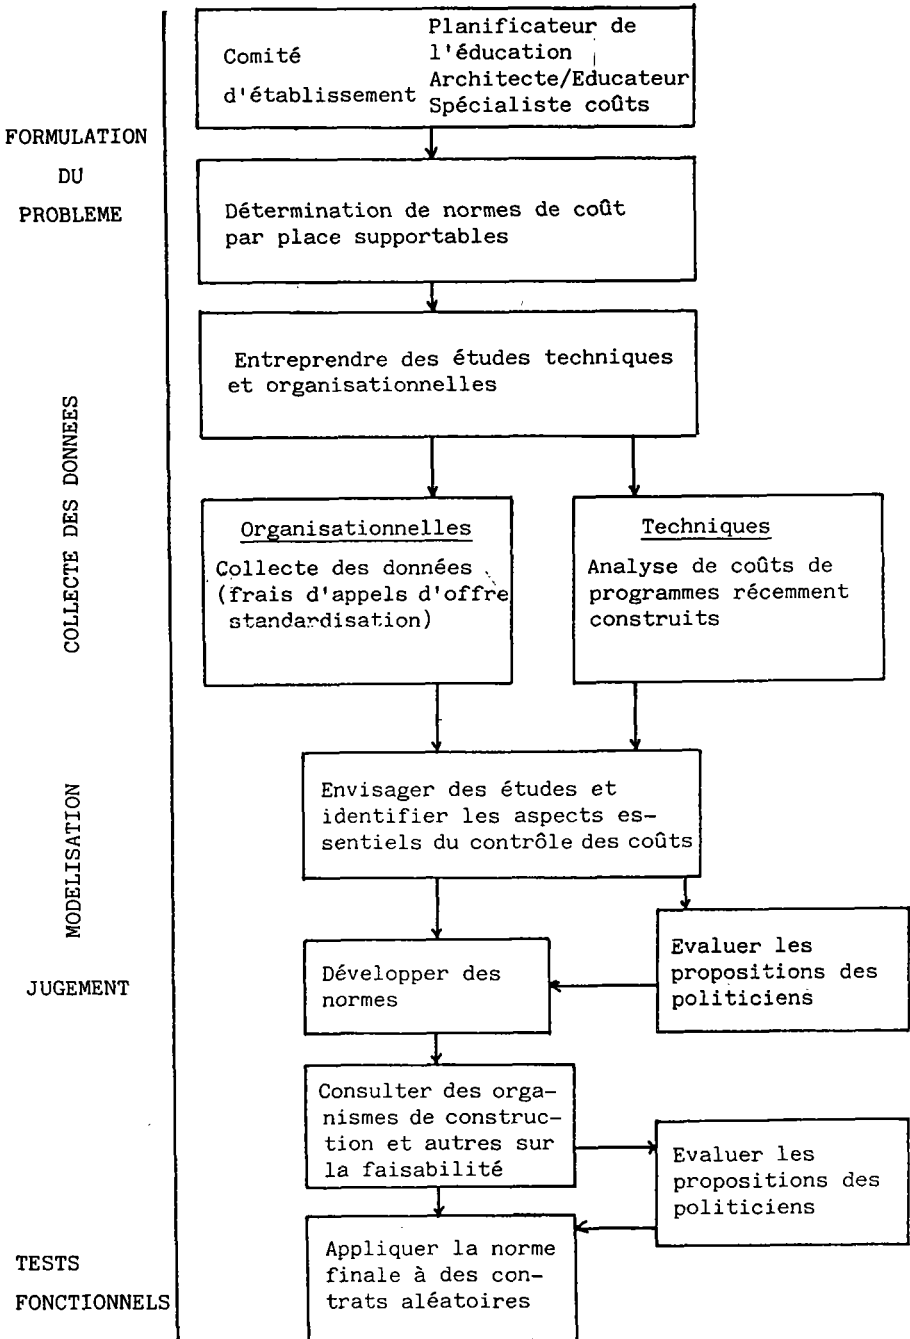 Comité
d'établissement
Planificateur de
l'éducation
Architecte/Educateur
Spécialiste coûts
FORMULATION
DU
PROBLEME
Détermination de normes de coût
par place supportables
Entreprendre des études techniques
et organisationnelles
COLLECTE DES DONNEES
Organisationnelles
Collecte des données
(frais d'appels d'offre
standardisation)
Techniques
Analyse de coûts de
programmes récemment
construits
MODELISATION
Envisager des études et
identifier les aspects es-
sentiels du contrôle des coûts
JUGEMENT
Développer des
normes
Evaluer les
propositions des
politiciens
Consulter des orga-
nismes de construc-
tion et autres sur
la faisabilité
Evaluer les
propositions des
politiciens
TESTS
FONCTIONNELS
Appliquer la norme
finale à des con-
trats aléatoires